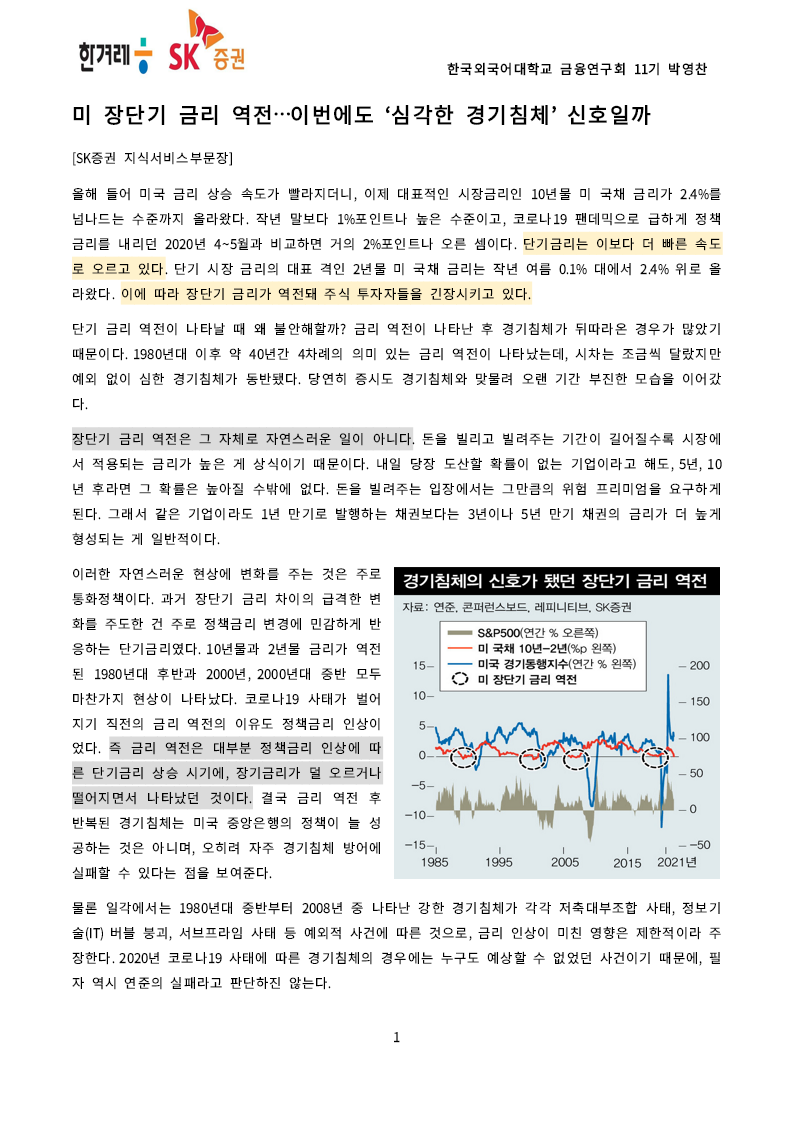 한겨레 SK증권
한국외국어대학교 금융연구회 11기 박영찬
미 장단기 금리 역전…이번에도 ‘심각한 경기침체’ 신호일까
[SK증권 지식서비스부문장]
올해 들어 미국 금리 상승 속도가 빨라지더니, 이제 대표적인 시장금리인 10년물 미 국채 금리가 2.4%를
넘나드는 수준까지 올라왔다. 작년 말보다 1%포인트나 높은 수준이고, 코로나19 팬데믹으로 급하게 정책
금리를 내리던 2020년 4~5월과 비교하면 거의 2%포인트나 오른 셈이다. 단기금리는 이보다 더 빠른 속도
로 오르고 있다. 단기 시장 금리의 대표 격인 2년물 미 국채 금리는 작년 여름 0.1% 대에서 2.4% 위로 올
라왔다. 이에 따라 장단기 금리가 역전돼 주식 투자자들을 긴장시키고 있다.
단기 금리 역전이 나타날 때 왜 불안해할까? 금리 역전이 나타난 후 경기침체가 뒤따라온 경우가 많았기
때문이다. 1980년대 이후 약 40년간 4차례의 의미 있는 금리 역전이 나타났는데, 시차는 조금씩 달랐지만
예외 없이 심한 경기침체가 동반됐다. 당연히 증시도 경기침체와 맞물려 오랜 기간 부진한 모습을 이어갔
다.
장단기 금리 역전은 그 자체로 자연스러운 일이 아니다. 돈을 빌리고 빌려주는 기간이 길어질수록 시장에
서 적용되는 금리가 높은 게 상식이기 때문이다. 내일 당장 도산할 확률이 없는 기업이라고 해도, 5년, 10
년 후라면 그 확률은 높아질 수밖에 없다. 돈을 빌려주는 입장에서는 그만큼의 위험 프리미엄을 요구하게
된다. 그래서 같은 기업이라도 1년 만기로 발행하는 채권보다는 3년이나 5년 만기 채권의 금리가 더 높게
형성되는 게 일반적이다.
이러한 자연스러운 현상에 변화를 주는 것은 주로
통화정책이다. 과거 장단기 금리 차이의 급격한 변
화를 주도한 건 주로 정책금리 변경에 민감하게 반
응하는 단기금리였다. 10년물과 2년물 금리가 역전
된 1980년대 후반과 2000년, 2000년대 중반 모두
마찬가지 현상이 나타났다. 코로나19 사태가 벌어
지기 직전의 금리 역전의 이유도 정책금리 인상이
었다. 즉 금리 역전은 대부분 정책금리 인상에 따
른 단기금리 상승 시기에, 장기금리가 덜 오르거나
떨어지면서 나타났던 것이다. 결국 금리 역전 후
반복된 경기침체는 미국 중앙은행의 정책이 늘 성
공하는 것은 아니며, 오히려 자주 경기침체 방어에
실패할 수 있다는 점을 보여준다.
경기침체의 신호가 됐던 장단기 금리 역전
자료: 연준, 콘퍼런스보드, 레피니티브, SK증권
S&P500(연간 % 오른쪽)
미 국채 10년-2년(%p 왼쪽)
미국 경기동행지수(연간 % 왼쪽)
미 장단기 금리 역전
15 200
10 150
5 100
0 50
-5 0
-10
-15 -50
1985 1995 2005 2015 2021년
물론 일각에서는 1980년대 중반부터 2008년 중 나타난 강한 경기침체가 각각 저축대부조합 사태, 정보기
술(IT) 버블 붕괴, 서브프라임 사태 등 예외적 사건에 따른 것으로, 금리 인상이 미친 영향은 제한적이라 주
장한다. 2020년 코로나19 사태에 따른 경기침체의 경우에는 누구도 예상할 수 없었던 사건이기 때문에, 필
자 역시 연준의 실패라고 판단하진 않는다.
1